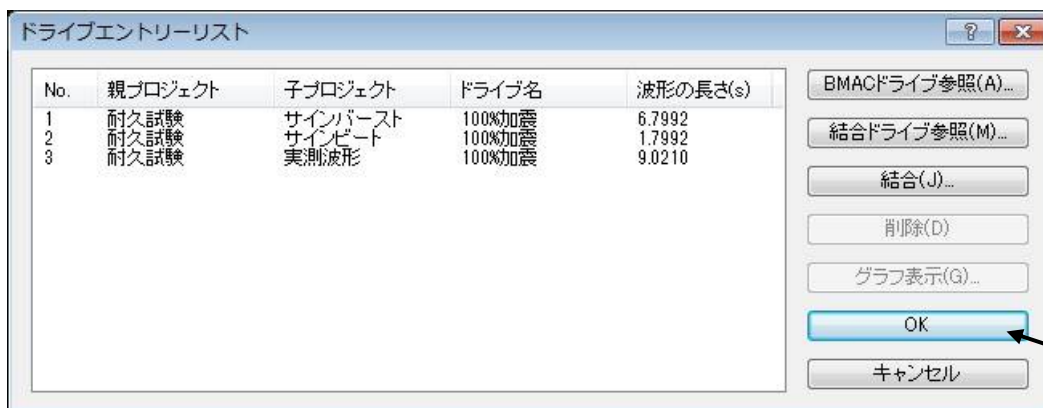 ドライブエントリーリスト
No. 親プロジェクト 子プロジェクト ドライブ名 波形の長さ(s)
1 耐久試験 サインバースト 100%加震 6.7992
2 耐久試験 サインビート 100%加震 1.7992
3 耐久試験 実測波形 100%加震 9.0210
BMACドライブ参照(A)...
結合ドライブ参照(M)...
結合(J)...
削除(D)
グラフ表示(G)...
OK
キャンセル